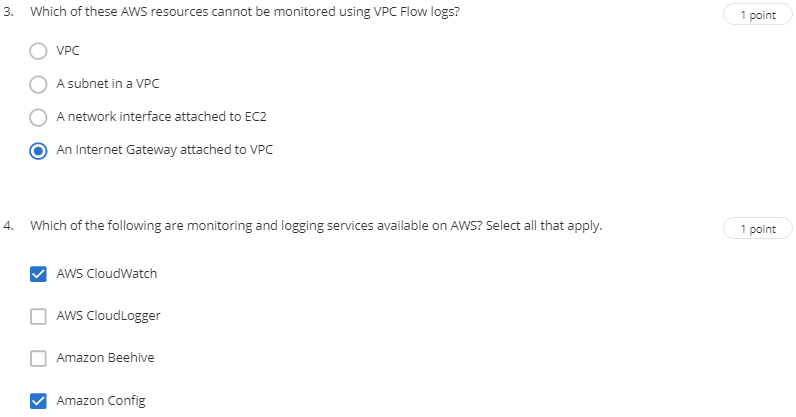 3. Which of these AWS resources cannot be monitored using VPC Flow logs?
1 point
VPC
A subnet in a VPC
A network interface attached to EC2
An Internet Gateway attached to VPC
4. Which of the following are monitoring and logging services available on AWS? Select all that apply.
1 point
AWS CloudWatch
AWS CloudLogger
Amazon Beehive
Amazon Config